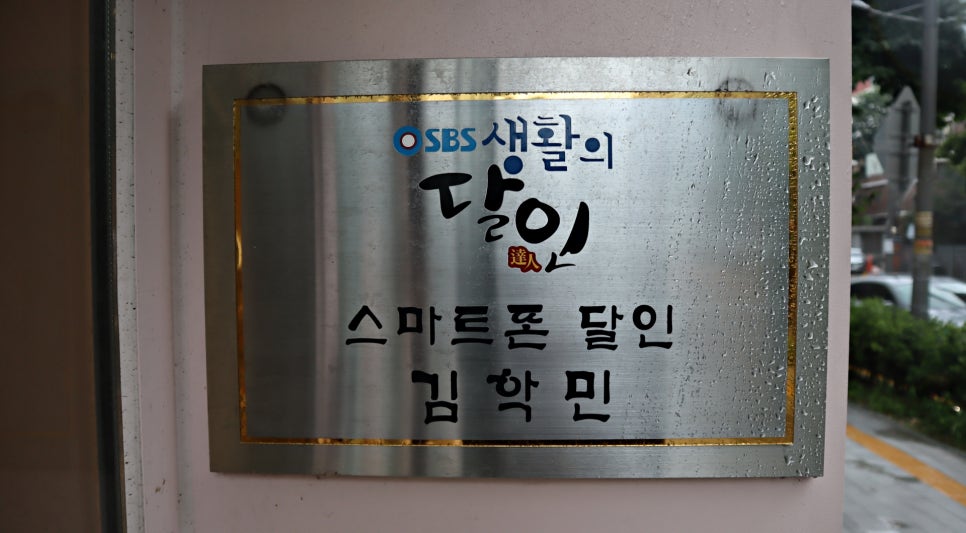 SBS 생활의
달인
達人
스마트폰 달인
김학민